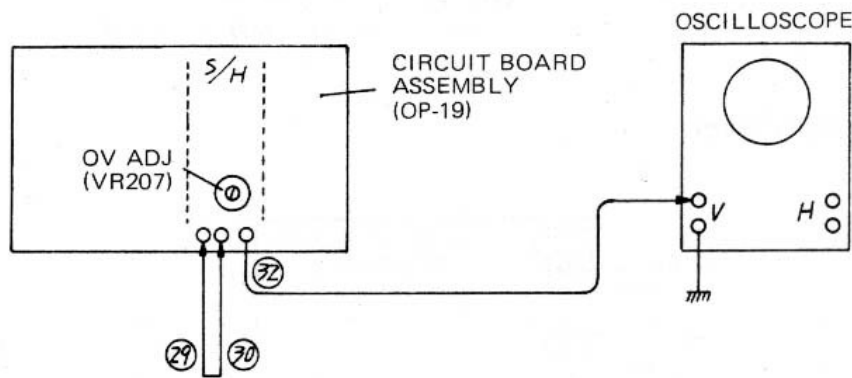 OSCILLOSCOPE
S/H
CIRCUIT BOARD
ASSEMBLY
(OP-19)
OV ADJ
(VR207)
V
H
32
29
30